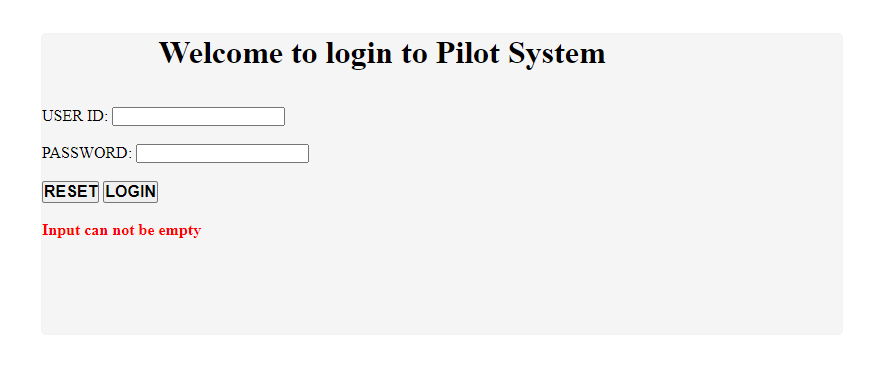 Welcome to login to Pilot System
USER ID:
PASSWORD:
RESET LOGIN
Input can not be empty